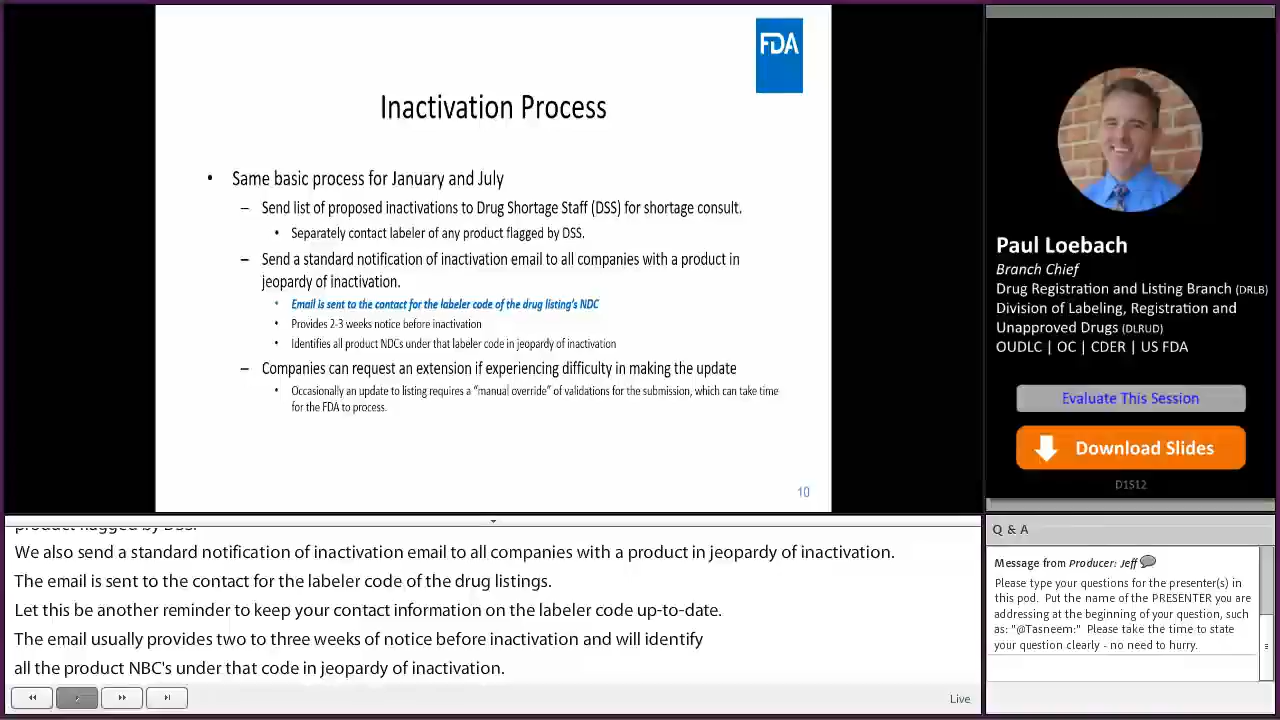 FDA
Inactivation Process
• Same basic process for January and July
– Send list of proposed inactivations to Drug Shortage Staff (DSS) for shortage consult.
• Separately contact labeler of any product flagged by DSS.
– Send a standard notification of inactivation email to all companies with a product in
jeopardy of inactivation.
• Email is sent to the contact for the labeler code of the drug listing's NDC
• Provides 2-3 weeks notice before inactivation
• Identifies all product NDCs under that labeler code in jeopardy of inactivation
– Companies can request an extension if experiencing difficulty in making the update
• Occasionally an update to listing requires a "manual override" of validations for the submission, which can take time
for the FDA to process.
10
Paul Loebach
Branch Chief
Drug Registration and Listing Branch (DRLB)
Division of Labeling, Registration and
Unapproved Drugs (DLRUD)
OUDLC | OC | CDER | US FDA
Evaluate This Session
Download Slides
D1S12
product flagged by DSS.
We also send a standard notification of inactivation email to all companies with a product in jeopardy of inactivation.
The email is sent to the contact for the labeler code of the drug listings.
Let this be another reminder to keep your contact information on the labeler code up-to-date.
The email usually provides two to three weeks of notice before inactivation and will identify
all the product NBC's under that code in jeopardy of inactivation.
Live
Q & A
Message from Producer: Jeff
Please type your questions for the presenter(s) in
this pod. Put the name of the PRESENTER you are
addressing at the beginning of your question, such
as: "@Tasneem:" Please take the time to state
your question clearly - no need to hurry.